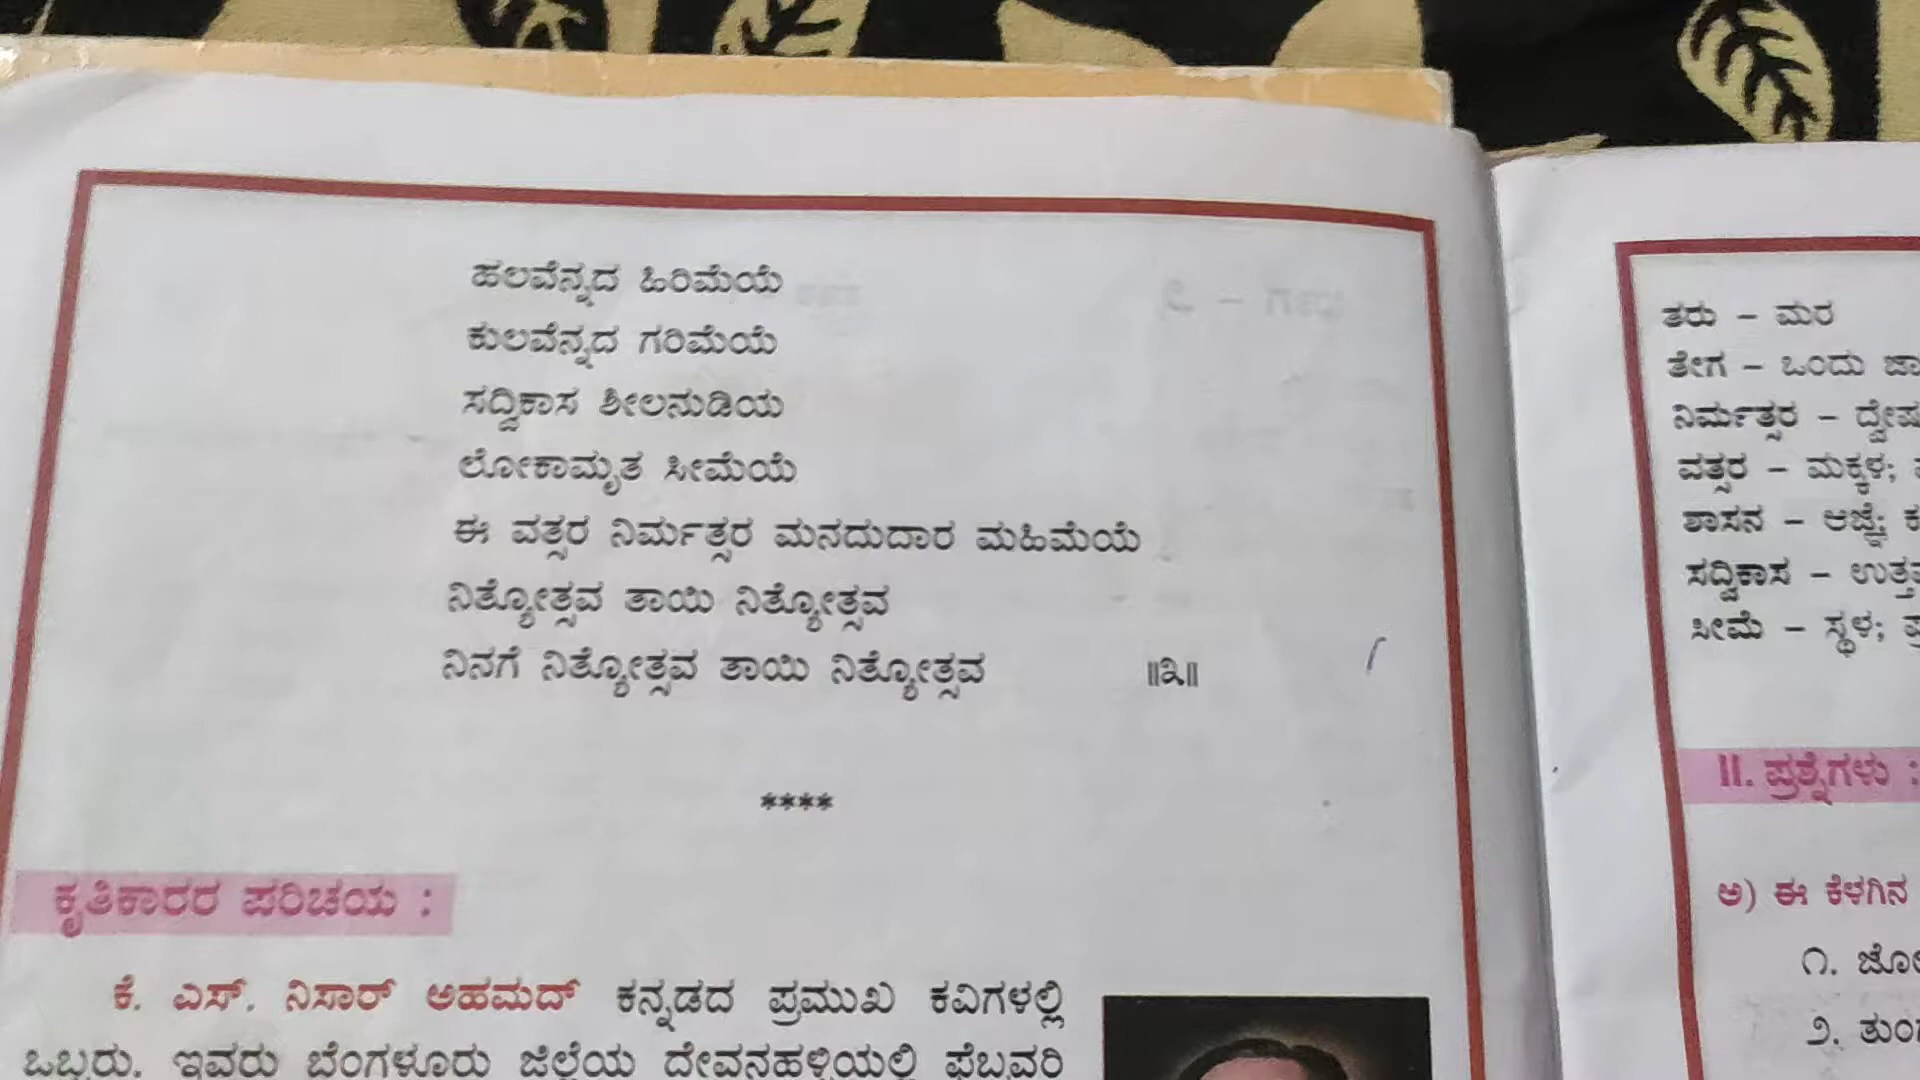 ಹಲವೆನ್ನದ ಹಿರಿಮೆಯೆ
ಕುಲವೆನ್ನದ ಗರಿಮೆಯೆ
ಸದ್ವಿಕಾಸ ಶೀಲನುಡಿಯ
ಲೋಕಾಮೃತ ಸೀಮೆಯೆ
ಈ ವತ್ಸರ ನಿರ್ಮತ್ಸರ ಮನದುದಾರ ಮಹಿಮೆಯೆ
ನಿತ್ಯೋತ್ಸವ ತಾಯಿ ನಿತ್ಯೋತ್ಸವ
ನಿನಗೆ ನಿತ್ಯೋತ್ಸವ ತಾಯಿ ನಿತ್ಯೋತ್ಸವ ॥೩॥
****
ಕೃತಿಕಾರರ ಪರಿಚಯ :
ಕೆ. ಎಸ್. ನಿಸಾರ್ ಅಹಮದ್ ಕನ್ನಡದ ಪ್ರಮುಖ ಕವಿಗಳಲ್ಲಿ
ಒಬ್ಬರು. ಇವರು ಬೆಂಗಳೂರು ಜಿಲ್ಲೆಯ ದೇವನಹಳ್ಳಿಯಲ್ಲಿ ಫೆಬ್ರವರಿ
ತರು – ಮರ
ತೇಗ – ಒಂದು
ನಿರ್ಮತ್ಸರ –
ವತ್ಸರ – ಮಕ್ಕಳ;
ಶಾಸನ – ಆಜ್ಞೆ;
ಸದ್ವಿಕಾಸ –
ಸೀಮೆ – ಸ್ಥಳ;
II. ಪ್ರಶ್ನೆಗಳು :
ಅ) ಈ ಕೆಳಗಿನ
೧.
೨.